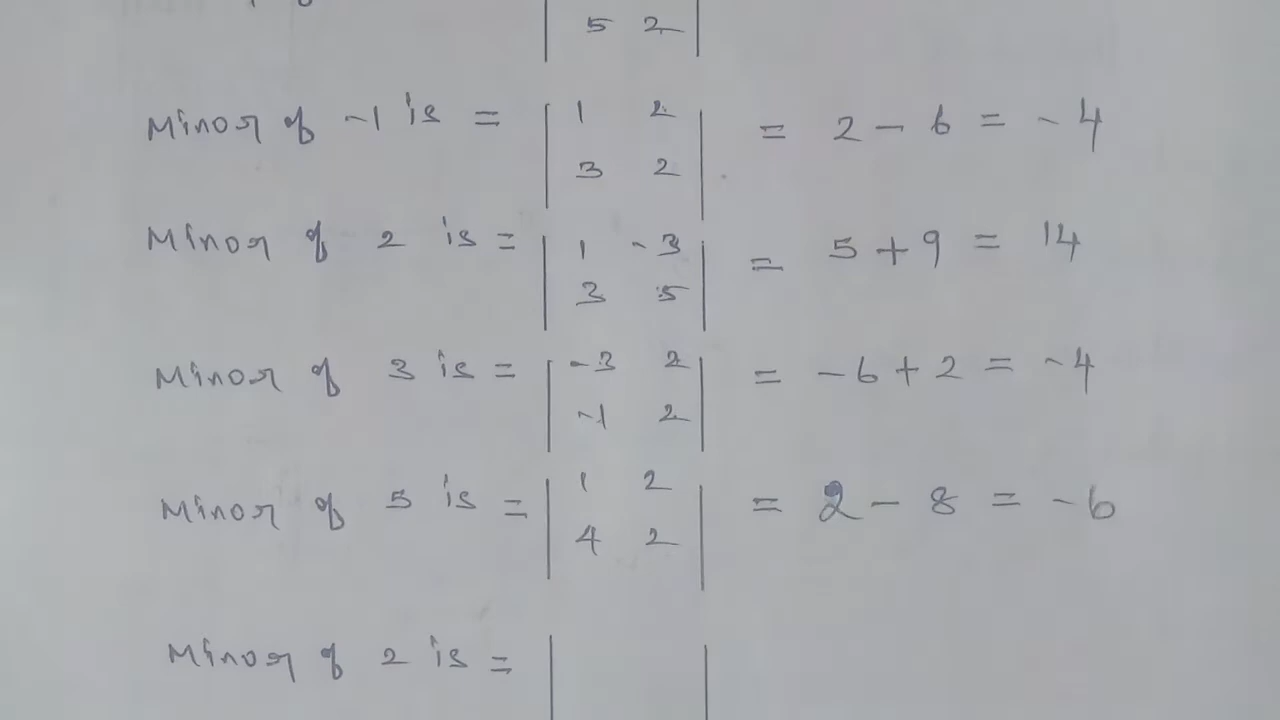 | 5 2 |
Minor of -1 is = | 1 2 | = 2 - 6 = -4
| 3 2 |
Minor of 2 is = | 1 -3 | = 5 + 9 = 14
| 3 5 |
Minor of 3 is = | -3 2 | = -6 + 2 = -4
| -1 2 |
Minor of 5 is = | 1 2 | = 2 - 8 = -6
| 4 2 |
Minor of 2 is = | |